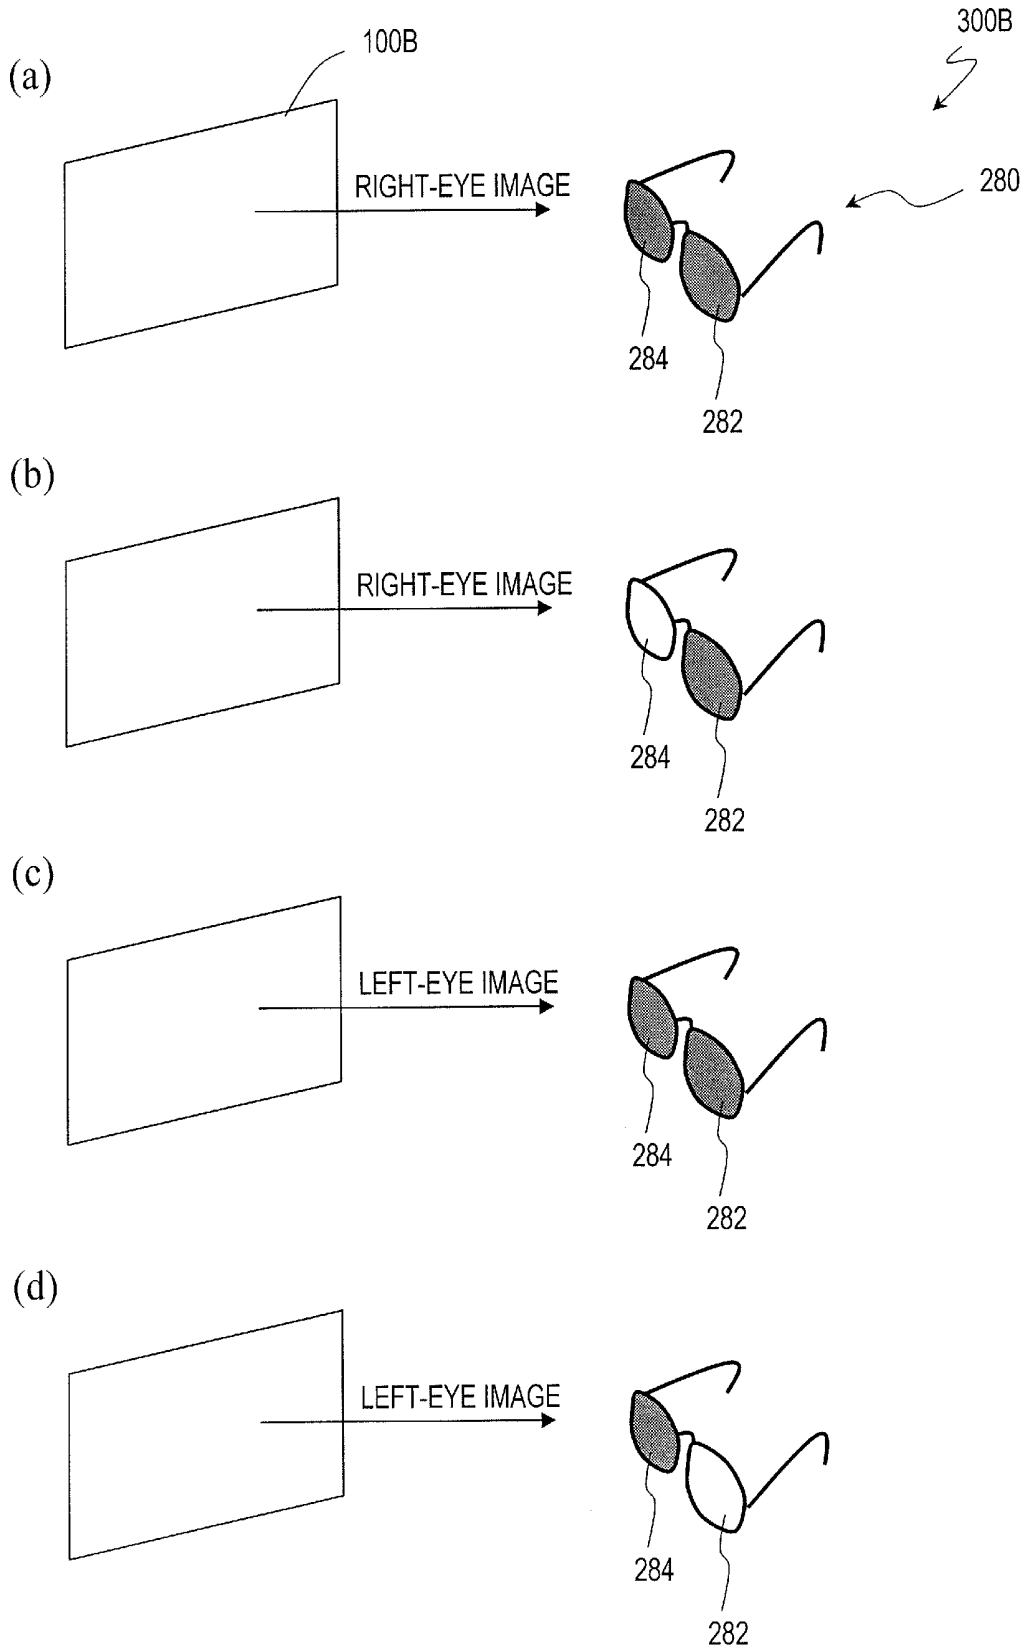 300B
100B
(a)
RIGHT-EYE IMAGE
280
284
282
(b)
RIGHT-EYE IMAGE
284
282
(c)
LEFT-EYE IMAGE
284
282
(d)
LEFT-EYE IMAGE
284
282